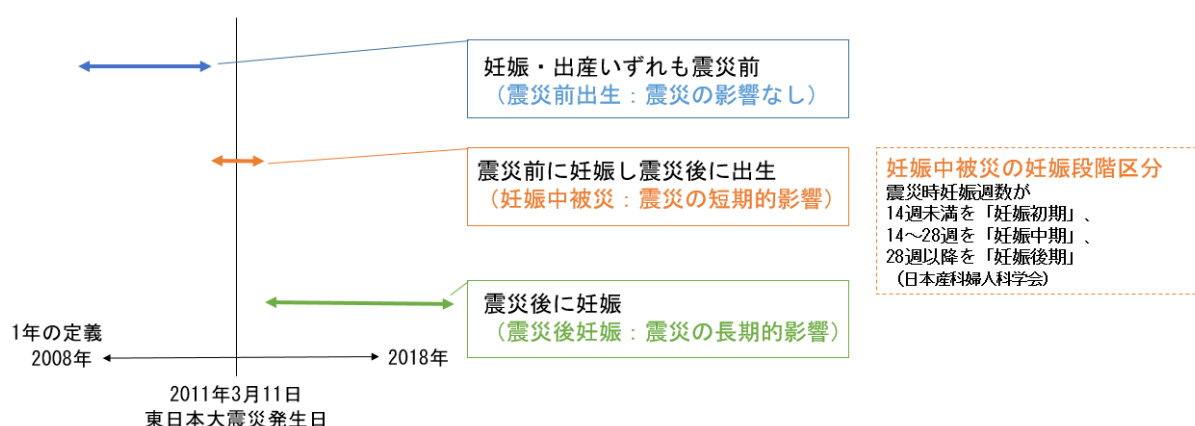 妊娠・出産いずれも震災前
（震災前出生：震災の影響なし）
震災前に妊娠し震災後に出生
（妊娠中被災：震災の短期的影響）
妊娠中被災の妊娠段階区分
震災時妊娠週数が
14週未満を「妊娠初期」、
14～28週を「妊娠中期」、
28週以降を「妊娠後期」
（日本産科婦人科学会）
震災後に妊娠
（震災後妊娠：震災の長期的影響）
1年の定義
2008年
2018年
2011年3月11日
東日本大震災発生日